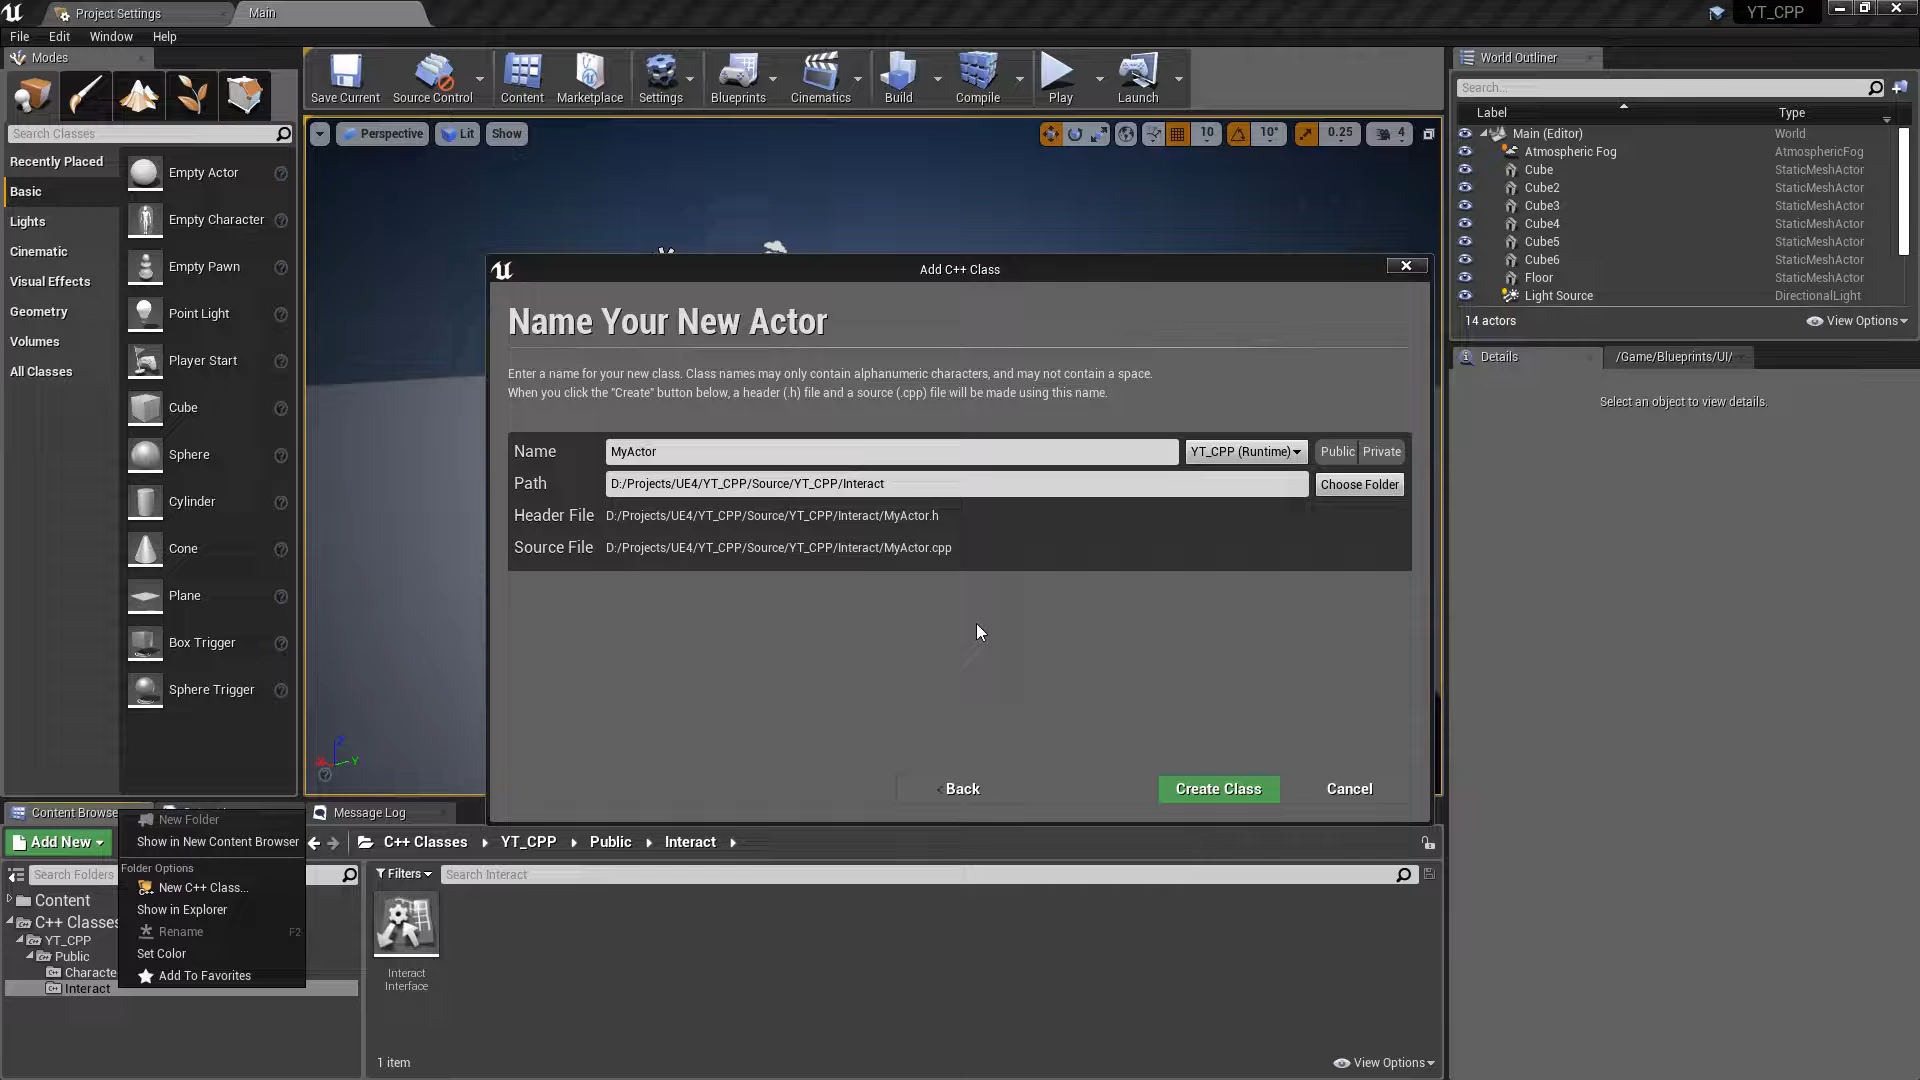 Project Settings
Main
YT_CPP
File Edit Window Help
Modes
Search Classes
Recently Placed
Basic
Lights
Cinematic
Visual Effects
Geometry
Volumes
All Classes
Empty Actor
Empty Character
Empty Pawn
Point Light
Player Start
Cube
Sphere
Cylinder
Cone
Plane
Box Trigger
Sphere Trigger
Save Current Source Control Content Marketplace Settings Blueprints Cinematics Build Compile Play Launch
Perspective Lit Show
10 10° 0.25 4
X
Z
Y
Add C++ Class
Name Your New Actor
Enter a name for your new class. Class names may only contain alphanumeric characters, and may not contain a space.
When you click the "Create" button below, a header (.h) file and a source (.cpp) file will be made using this name.
Name MyActor YT_CPP (Runtime) Public Private
Path D:/Projects/UE4/YT_CPP/Source/YT_CPP/Interact Choose Folder
Header File D:/Projects/UE4/YT_CPP/Source/YT_CPP/Interact/MyActor.h
Source File D:/Projects/UE4/YT_CPP/Source/YT_CPP/Interact/MyActor.cpp
Back Create Class Cancel
World Outliner
Search...
Label Type
Main (Editor) World
Atmospheric Fog AtmosphericFog
Cube StaticMeshActor
Cube2 StaticMeshActor
Cube3 StaticMeshActor
Cube4 StaticMeshActor
Cube5 StaticMeshActor
Cube6 StaticMeshActor
Floor StaticMeshActor
Light Source DirectionalLight
14 actors View Options
Details /Game/Blueprints/UI/
Select an object to view details.
Content Browse
Message Log
Add New
C++ Classes YT_CPP Public Interact
Search Folders
Content
C++ Classes
YT_CPP
Public
Characte
Interact
New Folder
Show in New Content Browser
Folder Options
New C++ Class...
Show in Explorer
Rename F2
Set Color
Add To Favorites
Filters Search Interact
Interact
Interface
1 item View Options